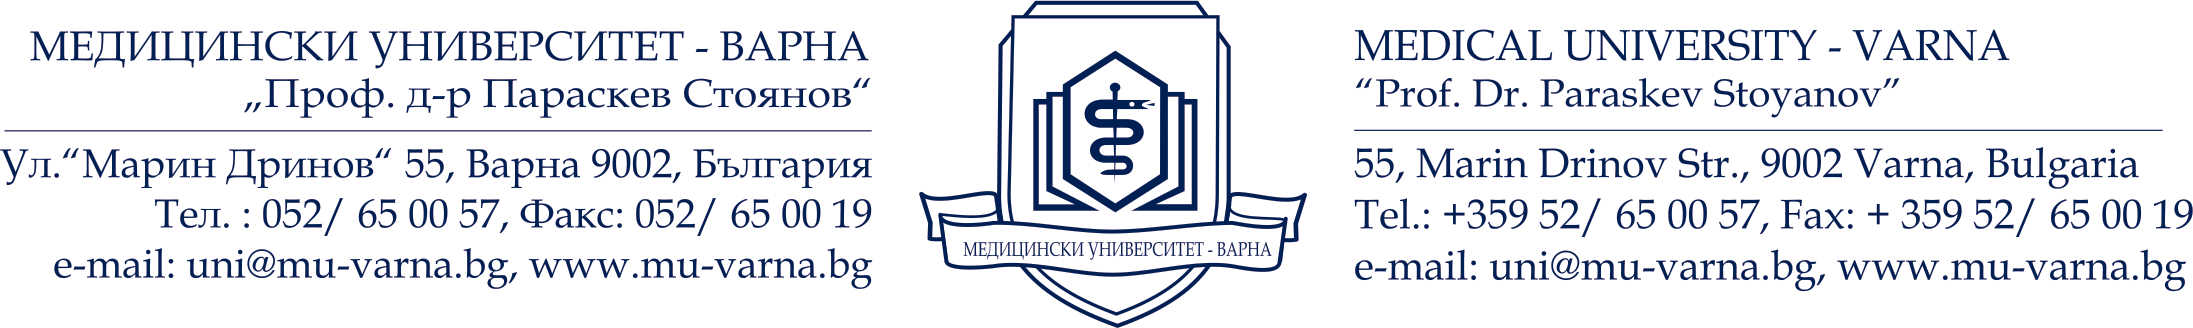 МЕДИЦИНСКИ УНИВЕРСИТЕТ - ВАРНА
„Проф. д-р Параскев Стоянов“
Ул.“Марин Дринов“ 55, Варна 9002, България
Тел. : 052/ 65 00 57, Факс: 052/ 65 00 19
e-mail: uni@mu-varna.bg, www.mu-varna.bg
МЕДИЦИНСКИ УНИВЕРСИТЕТ - ВАРНА
MEDICAL UNIVERSITY - VARNA
“Prof. Dr. Paraskev Stoyanov”
55, Marin Drinov Str., 9002 Varna, Bulgaria
Tel.: +359 52/ 65 00 57, Fax: + 359 52/ 65 00 19
e-mail: uni@mu-varna.bg, www.mu-varna.bg